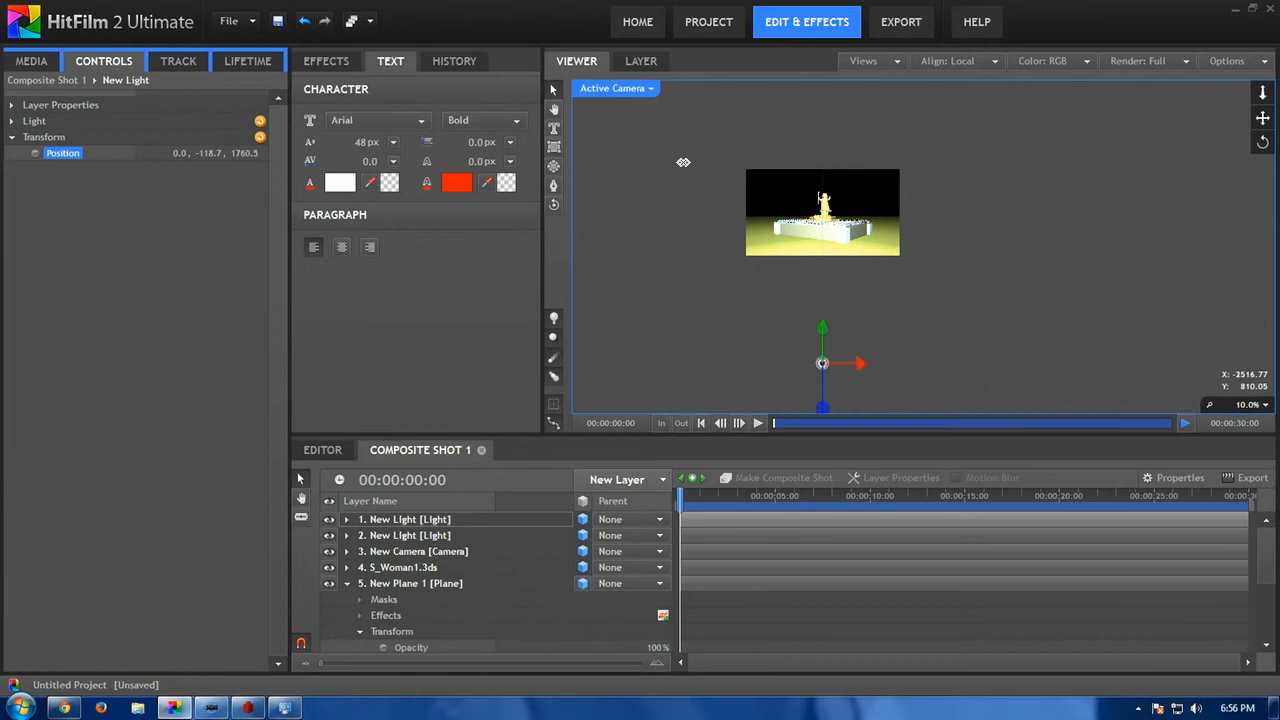 HitFilm 2 Ultimate
File
HOME
PROJECT
EDIT & EFFECTS
EXPORT
HELP
MEDIA
CONTROLS
TRACK
LIFETIME
EFFECTS
TEXT
HISTORY
VIEWER
LAYER
Views
Align: Local
Color: RGB
Render: Full
Options
Composite Shot 1 > New Light
Layer Properties
Light
Transform
Position 0.0, -118.7, 1760.5
CHARACTER
Arial
Bold
48 px
0.0px
AV 0.0
0.0px
PARAGRAPH
Active Camera
X: -2516.77
Y: 810.05
10.0%
00:00:00:00
In
Out
00:00:30:00
EDITOR
COMPOSITE SHOT 1
00:00:00:00
New Layer
Make Composite Shot
Layer Properties
Motion Blur
Properties
Export
Layer Name
Parent
00:00:05:00
00:00:10:00
00:00:15:00
00:00:20:00
00:00:25:00
1. New Light [Light] None
2. New Light [Light] None
3. New Camera [Camera] None
4. S_Woman1.3ds None
5. New Plane 1 [Plane] None
Masks
Effects
Transform
Opacity 100%
Untitled Project [Unsaved]
6:56 PM